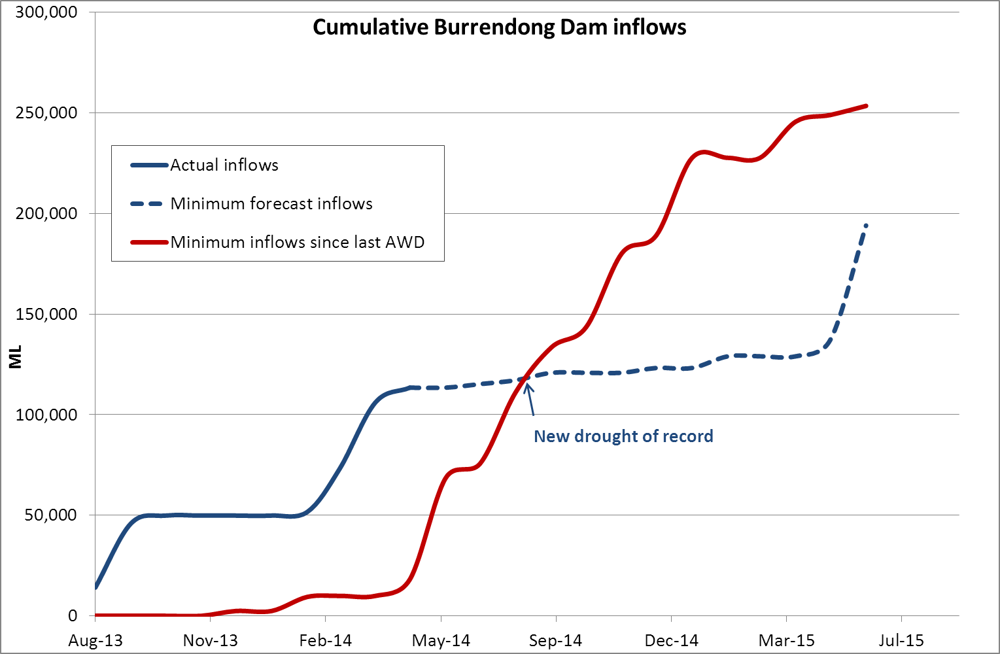 Cumulative Burrendong Dam inflows
300,000
250,000
200,000
150,000
100,000
50,000
0
ML
Actual inflows
Minimum forecast inflows
Minimum inflows since last AWD
New drought of record
Aug-13 Nov-13 Feb-14 May-14 Sep-14 Dec-14 Mar-15 Jul-15